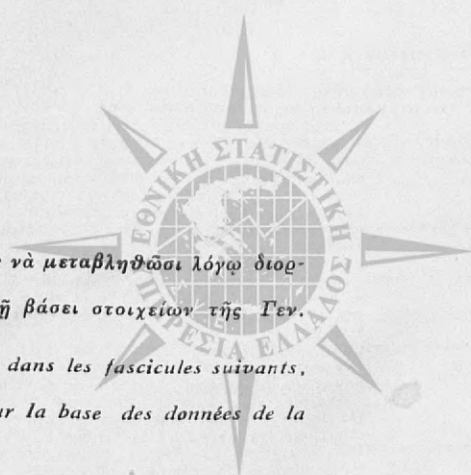 ΕΘΝΙΚΗ ΣΤΑΤΙΣΤΙΚΗ
ΥΠΗΡΕΣΙΑ ΕΛΛΑΔΟΣ
νὰ μεταβληθῶσι λόγῳ διορ-
βάσει στοιχείων τῆς Γεν.
dans les fascicules suivants,
la base des données de la